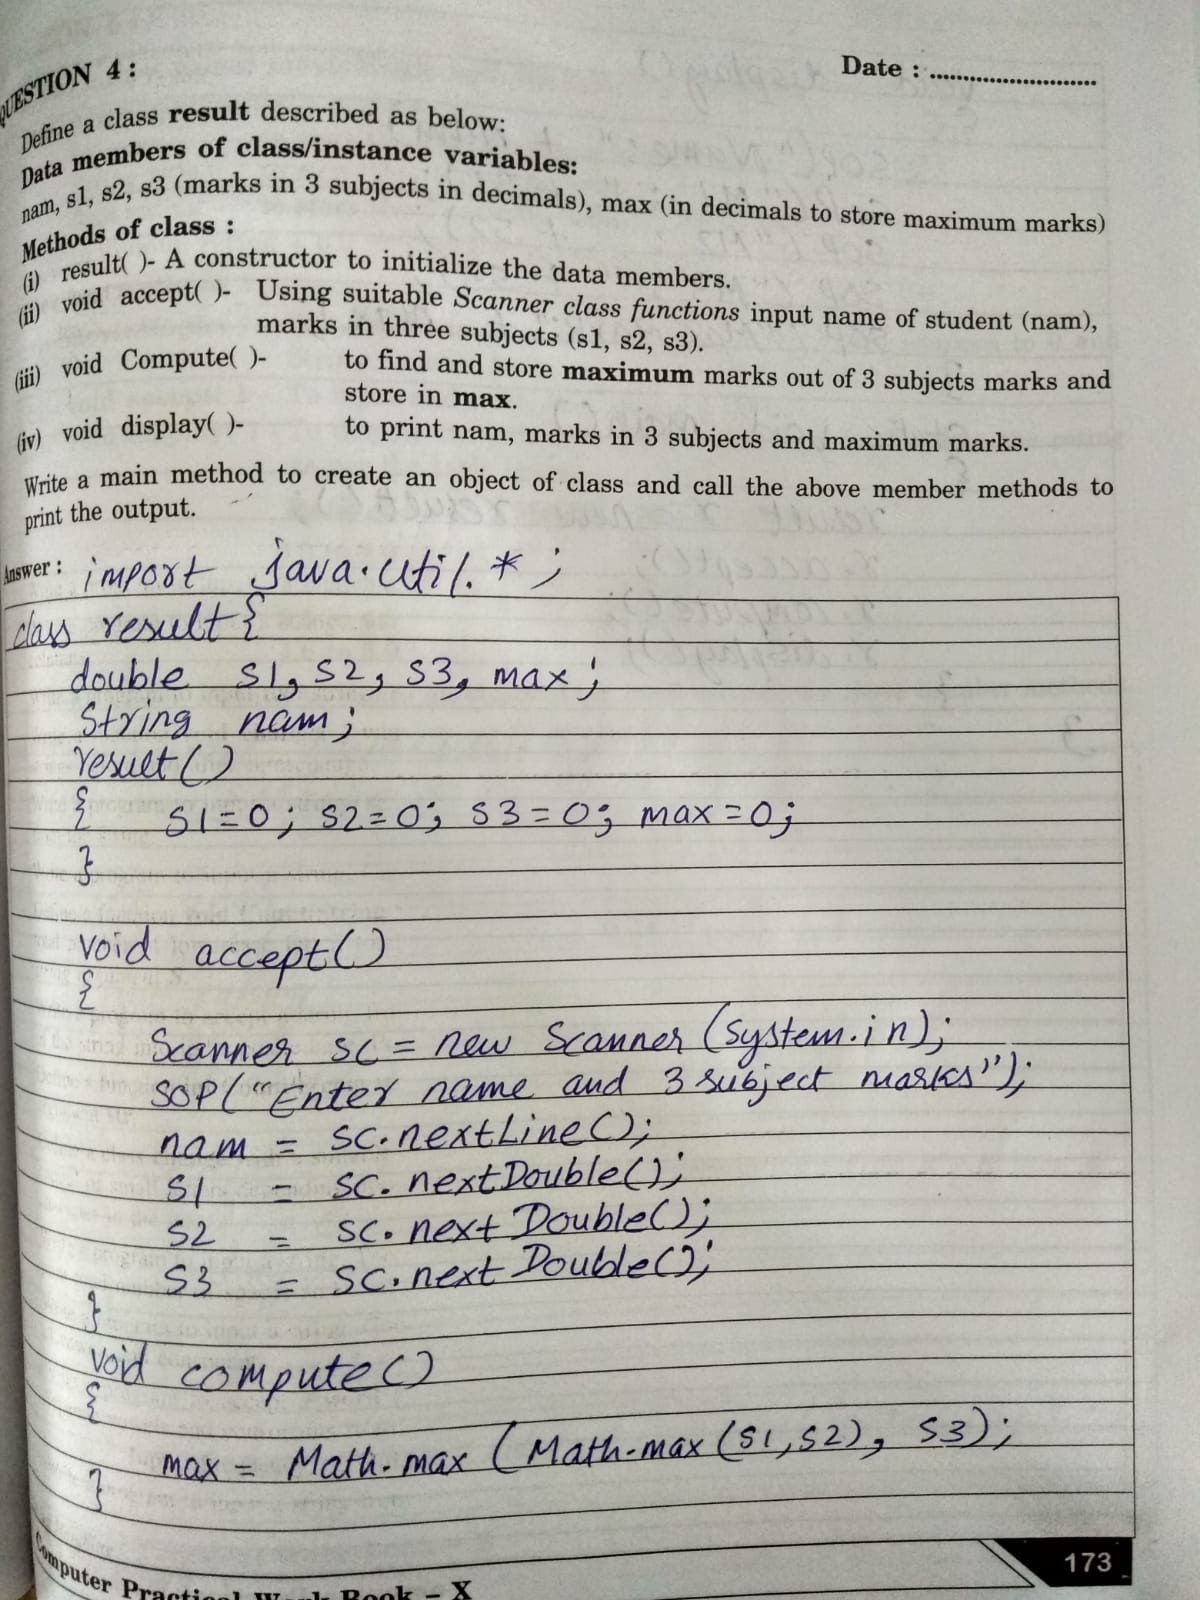 QUESTION 4 :
Date : ............................
Define a class result described as below:
Data members of class/instance variables:
nam, s1, s2, s3 (marks in 3 subjects in decimals), max (in decimals to store maximum marks)
Methods of class :
(i) result( )- A constructor to initialize the data members.
(ii) void accept( )- Using suitable Scanner class functions input name of student (nam),
marks in three subjects (s1, s2, s3).
(iii) void Compute( )- to find and store maximum marks out of 3 subjects marks and
store in max.
(iv) void display( )- to print nam, marks in 3 subjects and maximum marks.
Write a main method to create an object of class and call the above member methods to
print the output.
Answer : import java.util.*;
class result{
double s1, s2, s3, max;
String nam;
result()
{ s1=0; s2=0; s3=0; max=0;
}
void accept()
{
Scanner sc = new Scanner (System.in);
SOP("Enter name and 3 subject marks");
nam = sc.nextLine();
s1 = sc.nextDouble();
s2 = sc.nextDouble();
s3 = sc.nextDouble();
}
void compute()
{
max = Math.max (Math.max (s1,s2), s3);
}
Computer Practical Work Book – X
173